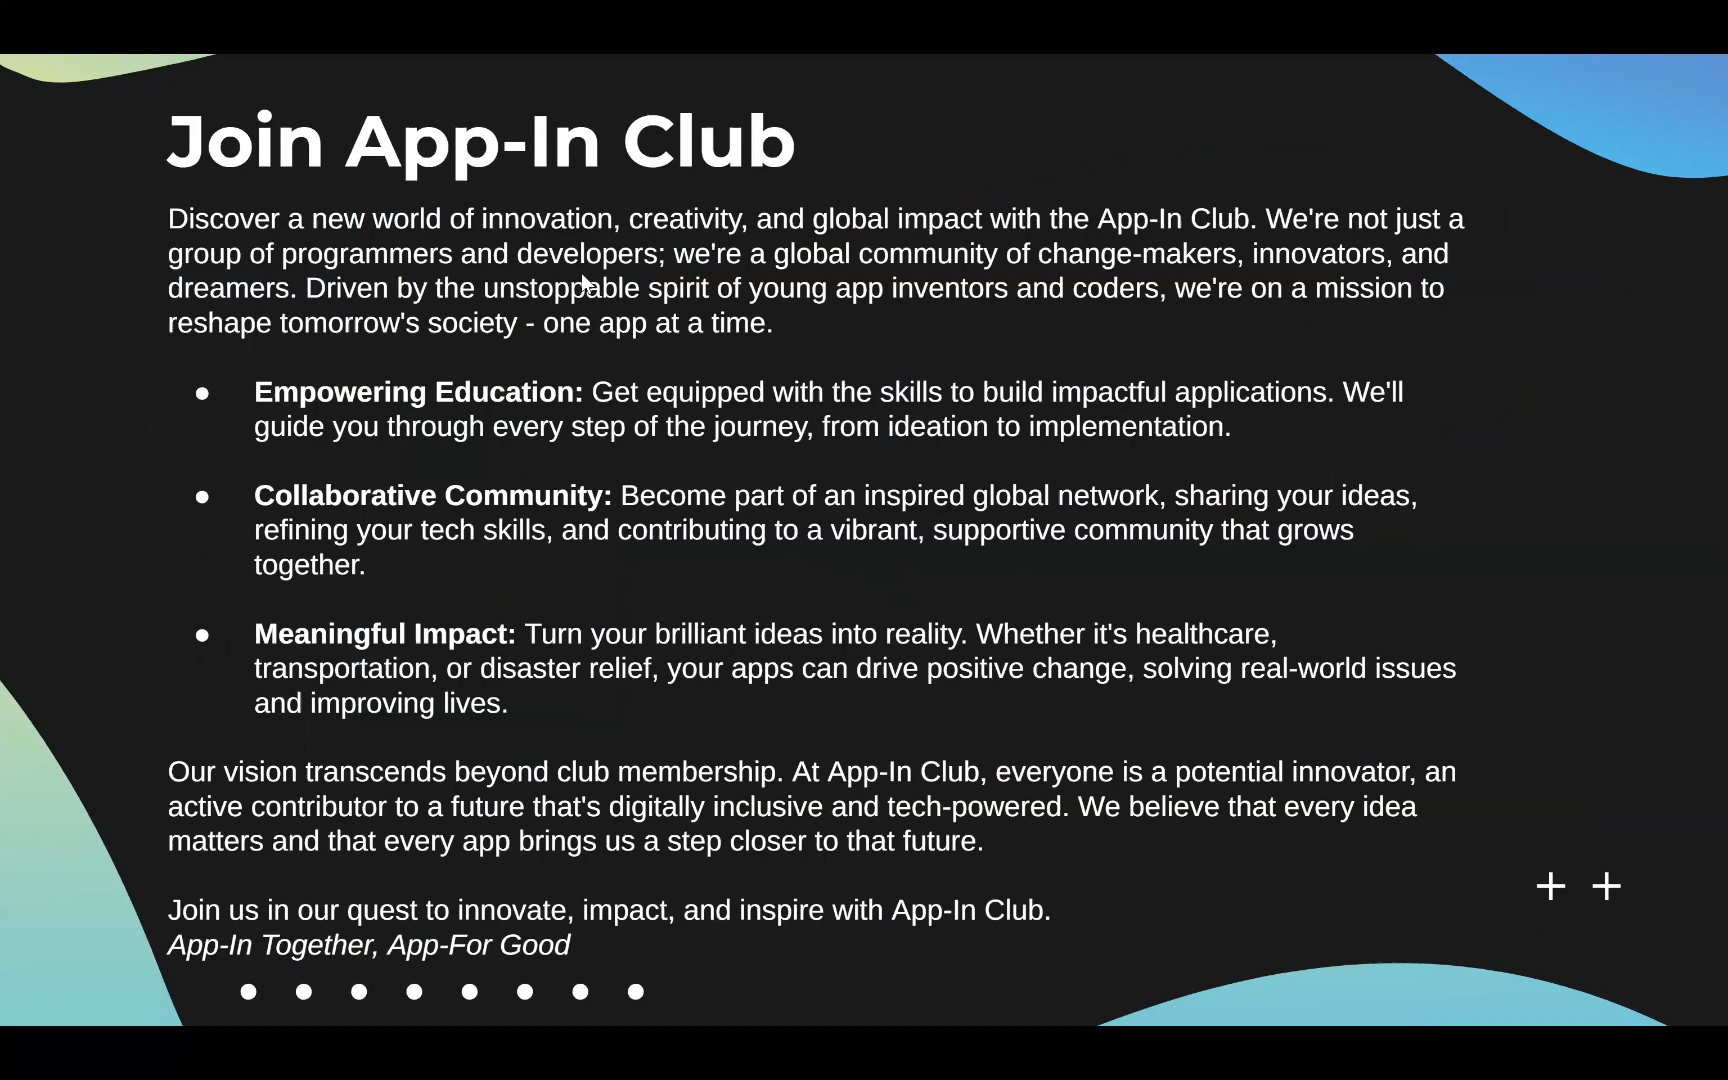 Join App-In Club
Discover a new world of innovation, creativity, and global impact with the App-In Club. We're not just a
group of programmers and developers; we're a global community of change-makers, innovators, and
dreamers. Driven by the unstoppable spirit of young app inventors and coders, we're on a mission to
reshape tomorrow's society - one app at a time.
● Empowering Education: Get equipped with the skills to build impactful applications. We'll
guide you through every step of the journey, from ideation to implementation.
● Collaborative Community: Become part of an inspired global network, sharing your ideas,
refining your tech skills, and contributing to a vibrant, supportive community that grows
together.
● Meaningful Impact: Turn your brilliant ideas into reality. Whether it's healthcare,
transportation, or disaster relief, your apps can drive positive change, solving real-world issues
and improving lives.
Our vision transcends beyond club membership. At App-In Club, everyone is a potential innovator, an
active contributor to a future that's digitally inclusive and tech-powered. We believe that every idea
matters and that every app brings us a step closer to that future.
Join us in our quest to innovate, impact, and inspire with App-In Club.
App-In Together, App-For Good